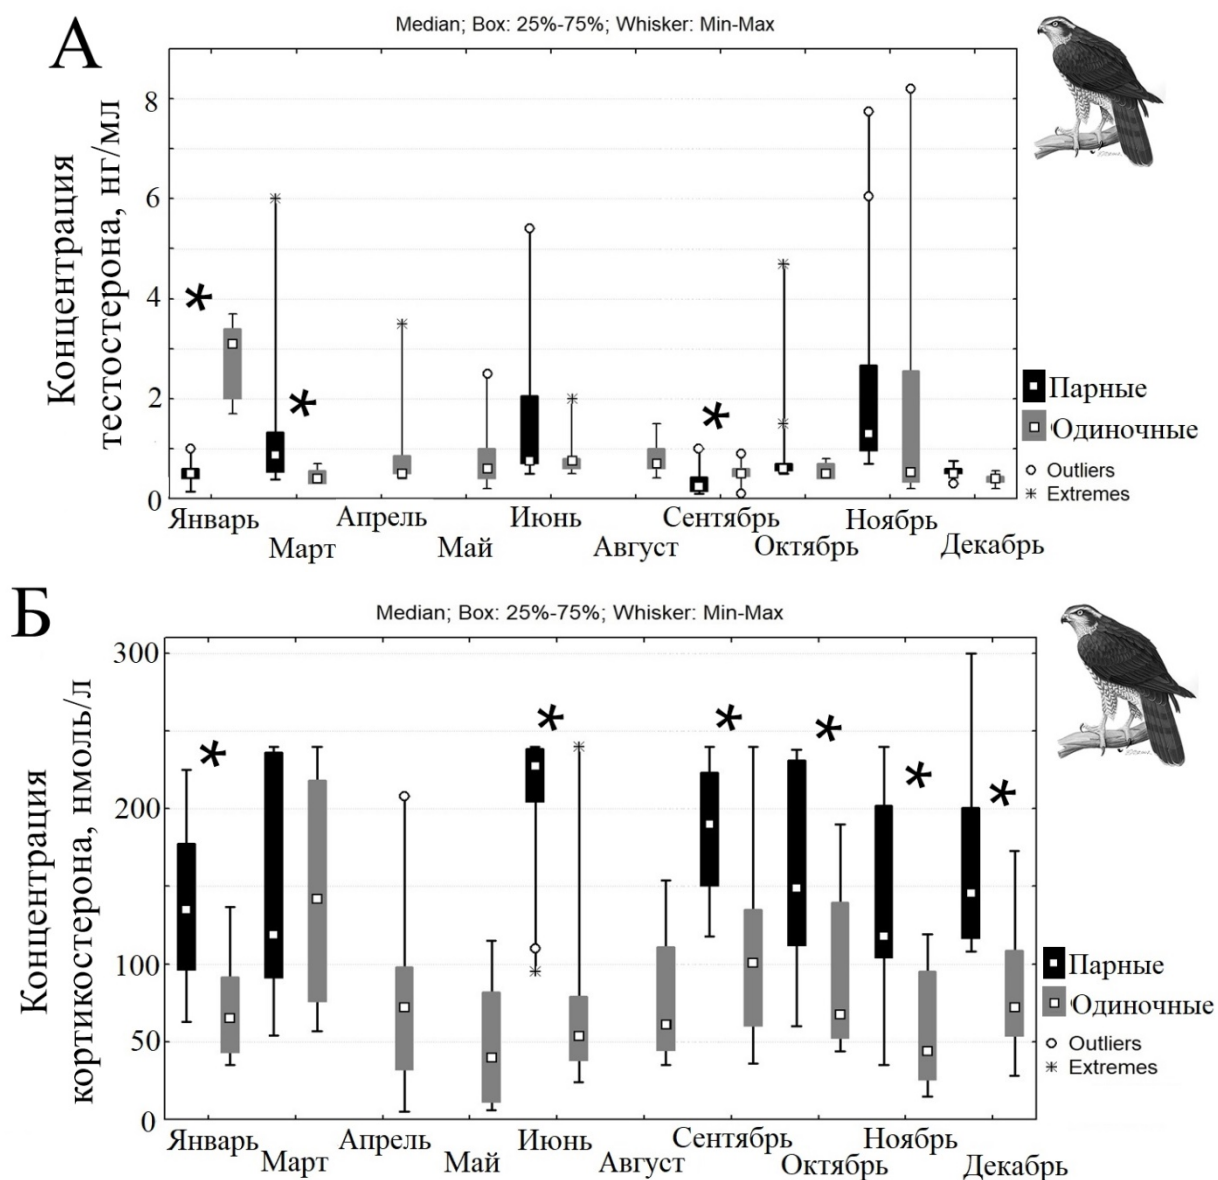 А
Median; Box: 25%-75%; Whisker: Min-Max
Концентрация
тестостерона, нг/мл
8
6
4
2
0
Парные
Одиночные
Outliers
Extremes
Январь
Март
Апрель
Май
Июнь
Август
Сентябрь
Октябрь
Ноябрь
Декабрь
Б
Median; Box: 25%-75%; Whisker: Min-Max
Концентрация
кортикостерона, нмоль/л
300
200
100
50
0
Парные
Одиночные
Outliers
Extremes
Январь
Март
Апрель
Май
Июнь
Август
Сентябрь
Октябрь
Ноябрь
Декабрь